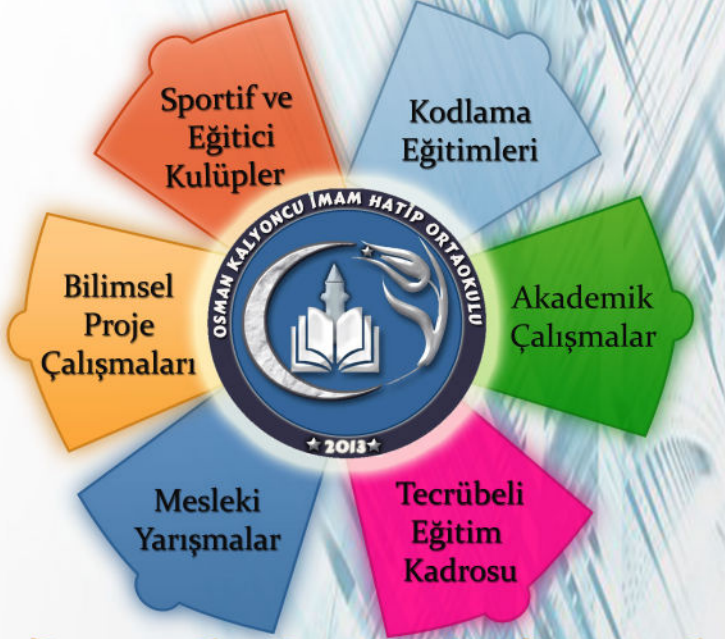 Sportif ve
Eğitici
Kulüpler
Kodlama
Eğitimleri
OSMAN KALYONCU İMAM HATİP ORTAOKULU
Bilimsel
Proje
Çalışmaları
Akademik
Çalışmalar
2013
Mesleki
Yarışmalar
Tecrübeli
Eğitim
Kadrosu